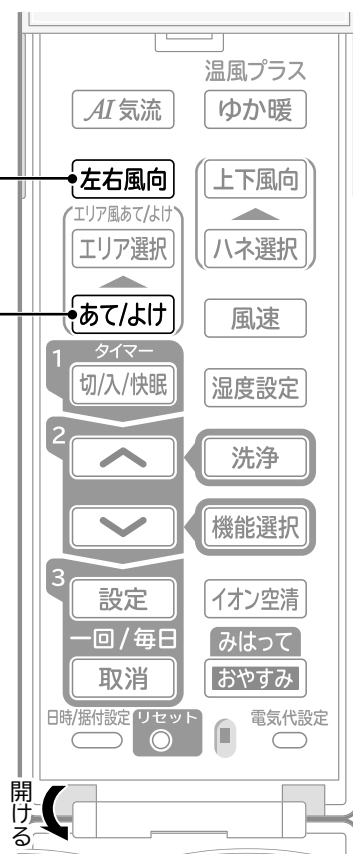 温風プラス
AI 気流
ゆか暖
左右風向
上下風向
エリア風あて/よけ
エリア選択
ハネ選択
あて/よけ
風速
1
タイマー
切/入/快眠
湿度設定
2
洗浄
機能選択
3
設定
イオン空清
一回/毎日
みはって
取消
おやすみ
日時/据付設定
リセット
電気代設定
開ける